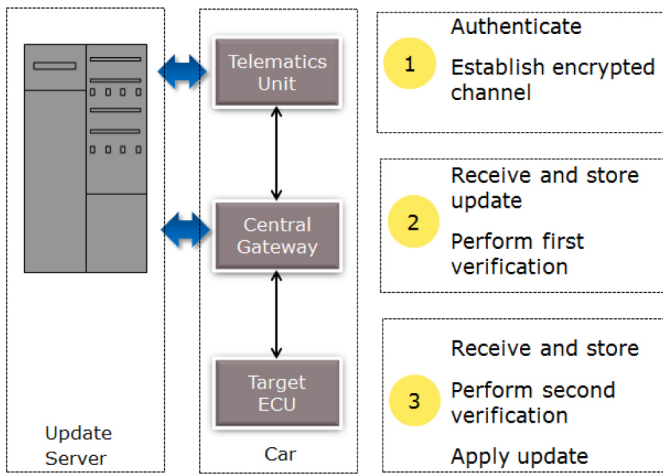 Update
Server
Telematics
Unit
Central
Gateway
Target
ECU
Car
1
Authenticate
Establish encrypted
channel
2
Receive and store
update
Perform first
verification
3
Receive and store
Perform second
verification
Apply update